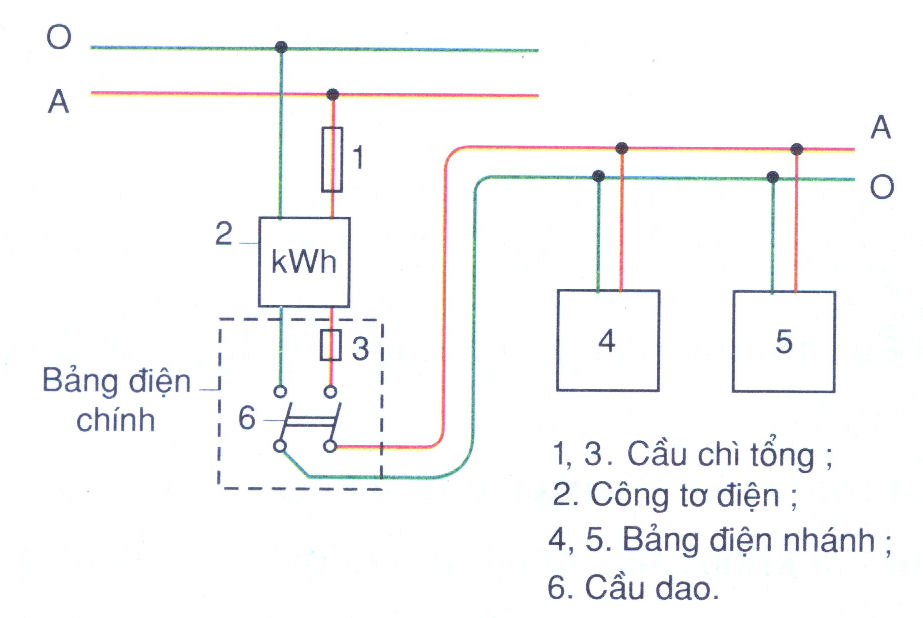 O
A
1
2
kWh
3
Bảng điện
chính
6
A
O
4
5
1, 3. Cầu chì tổng ;
2. Công tơ điện ;
4, 5. Bảng điện nhánh ;
6. Cầu dao.